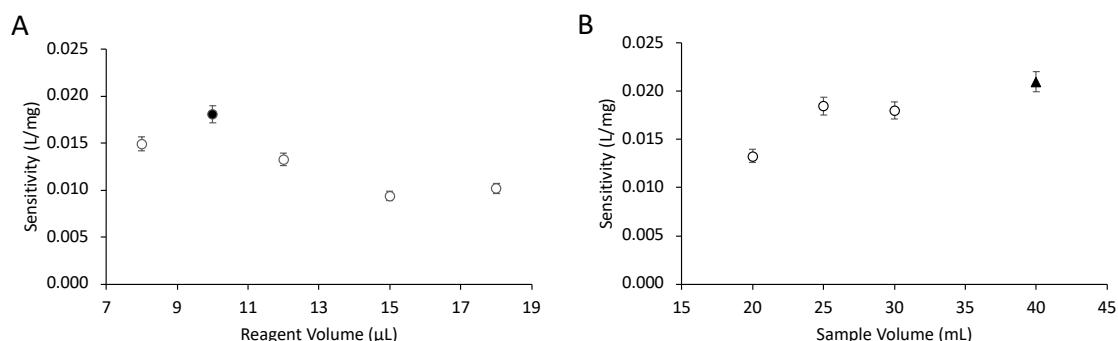 A
0.025
0.020
0.015
0.010
0.005
0.000
Sensitivity (L/mg)
7 9 11 13 15 17 19
Reagent Volume (µL)
B
0.025
0.020
0.015
0.010
0.005
0.000
Sensitivity (L/mg)
15 20 25 30 35 40 45
Sample Volume (mL)